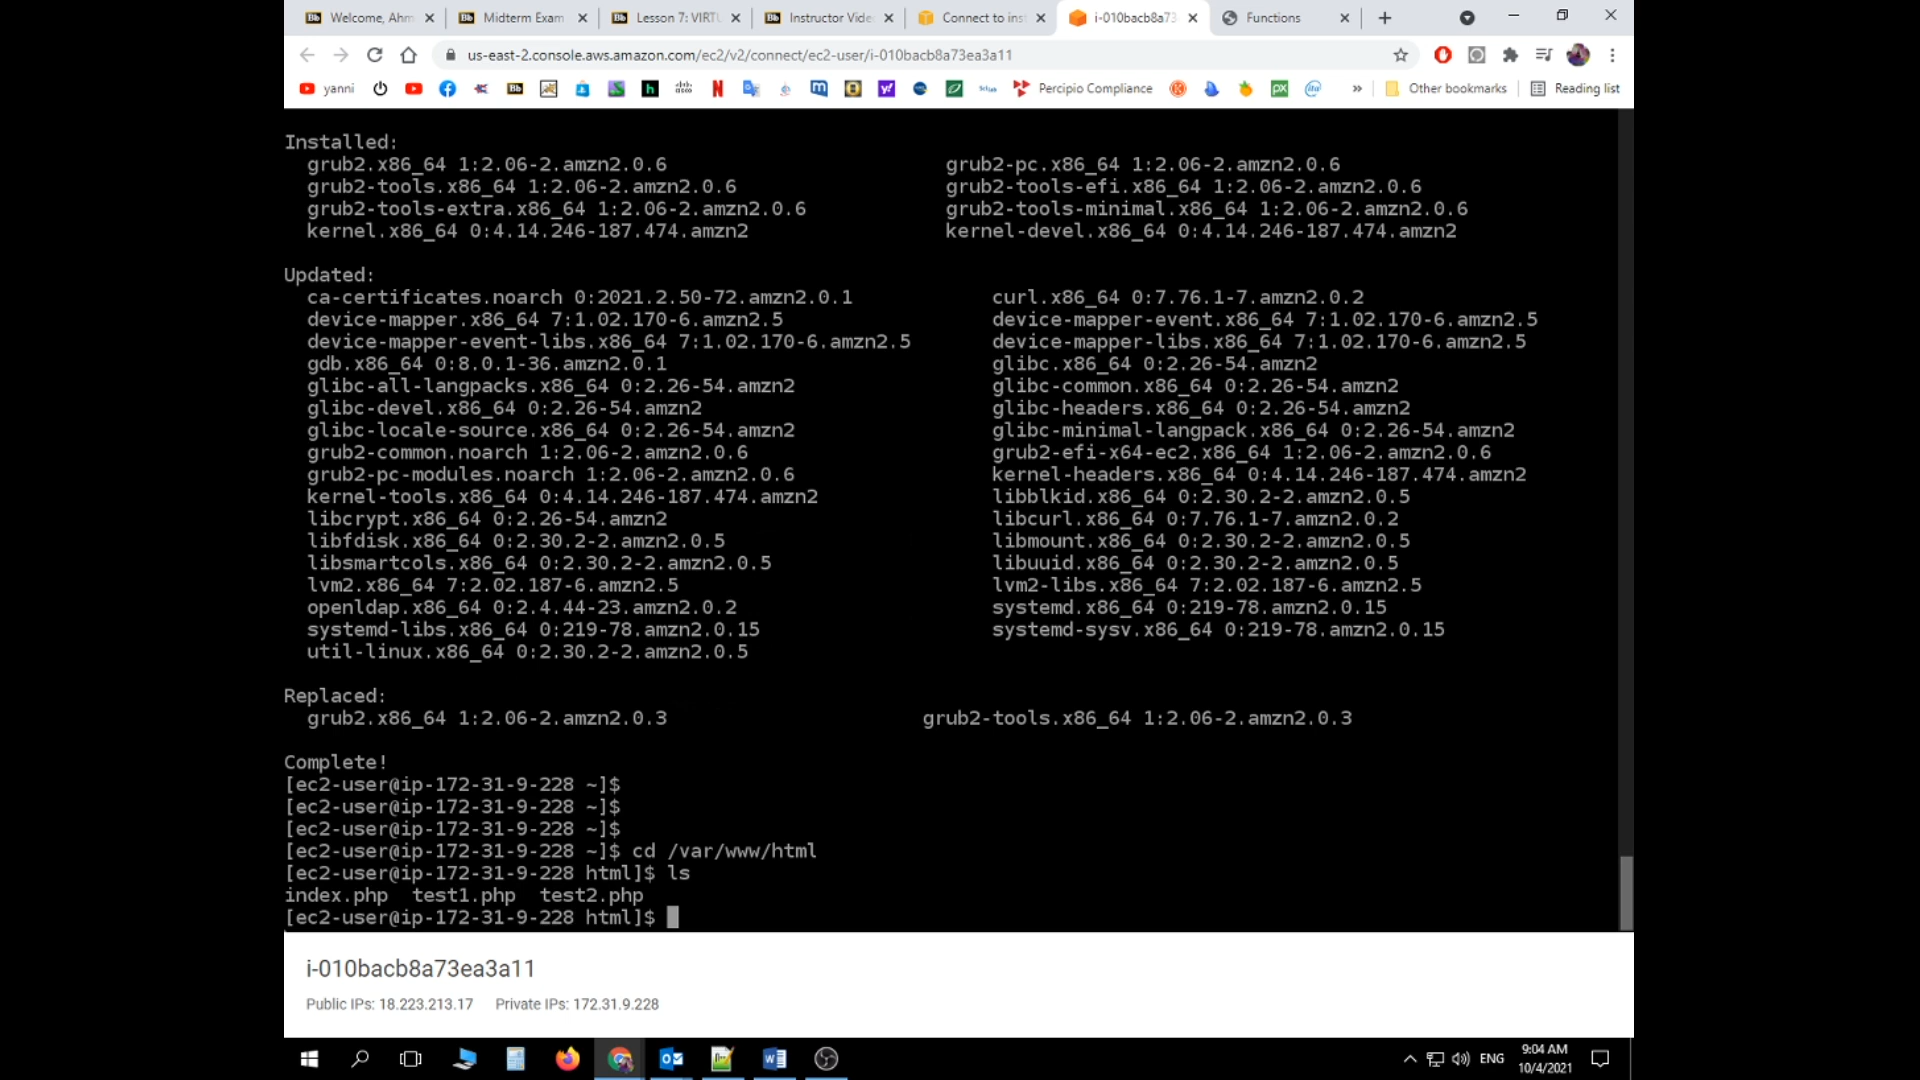 Welcome, Ahm
Midterm Exam
Lesson 7: VIRTU
Instructor Vide
Connect to inst
i-010bacb8a73
Functions
us-east-2.console.aws.amazon.com/ec2/v2/connect/ec2-user/i-010bacb8a73ea3a11
yanni Percipio Compliance » Other bookmarks Reading list
Installed:
grub2.x86_64 1:2.06-2.amzn2.0.6 grub2-pc.x86_64 1:2.06-2.amzn2.0.6
grub2-tools.x86_64 1:2.06-2.amzn2.0.6 grub2-tools-efi.x86_64 1:2.06-2.amzn2.0.6
grub2-tools-extra.x86_64 1:2.06-2.amzn2.0.6 grub2-tools-minimal.x86_64 1:2.06-2.amzn2.0.6
kernel.x86_64 0:4.14.246-187.474.amzn2 kernel-devel.x86_64 0:4.14.246-187.474.amzn2
Updated:
ca-certificates.noarch 0:2021.2.50-72.amzn2.0.1 curl.x86_64 0:7.76.1-7.amzn2.0.2
device-mapper.x86_64 7:1.02.170-6.amzn2.5 device-mapper-event.x86_64 7:1.02.170-6.amzn2.5
device-mapper-event-libs.x86_64 7:1.02.170-6.amzn2.5 device-mapper-libs.x86_64 7:1.02.170-6.amzn2.5
gdb.x86_64 0:8.0.1-36.amzn2.0.1 glibc.x86_64 0:2.26-54.amzn2
glibc-all-langpacks.x86_64 0:2.26-54.amzn2 glibc-common.x86_64 0:2.26-54.amzn2
glibc-devel.x86_64 0:2.26-54.amzn2 glibc-headers.x86_64 0:2.26-54.amzn2
glibc-locale-source.x86_64 0:2.26-54.amzn2 glibc-minimal-langpack.x86_64 0:2.26-54.amzn2
grub2-common.noarch 1:2.06-2.amzn2.0.6 grub2-efi-x64-ec2.x86_64 1:2.06-2.amzn2.0.6
grub2-pc-modules.noarch 1:2.06-2.amzn2.0.6 kernel-headers.x86_64 0:4.14.246-187.474.amzn2
kernel-tools.x86_64 0:4.14.246-187.474.amzn2 libblkid.x86_64 0:2.30.2-2.amzn2.0.5
libcrypt.x86_64 0:2.26-54.amzn2 libcurl.x86_64 0:7.76.1-7.amzn2.0.2
libfdisk.x86_64 0:2.30.2-2.amzn2.0.5 libmount.x86_64 0:2.30.2-2.amzn2.0.5
libsmartcols.x86_64 0:2.30.2-2.amzn2.0.5 libuuid.x86_64 0:2.30.2-2.amzn2.0.5
lvm2.x86_64 7:2.02.187-6.amzn2.5 lvm2-libs.x86_64 7:2.02.187-6.amzn2.5
openldap.x86_64 0:2.4.44-23.amzn2.0.2 systemd.x86_64 0:219-78.amzn2.0.15
systemd-libs.x86_64 0:219-78.amzn2.0.15 systemd-sysv.x86_64 0:219-78.amzn2.0.15
util-linux.x86_64 0:2.30.2-2.amzn2.0.5
Replaced:
grub2.x86_64 1:2.06-2.amzn2.0.3 grub2-tools.x86_64 1:2.06-2.amzn2.0.3
Complete!
[ec2-user@ip-172-31-9-228 ~]$
[ec2-user@ip-172-31-9-228 ~]$
[ec2-user@ip-172-31-9-228 ~]$
[ec2-user@ip-172-31-9-228 ~]$ cd /var/www/html
[ec2-user@ip-172-31-9-228 html]$ ls
index.php test1.php test2.php
[ec2-user@ip-172-31-9-228 html]$
i-010bacb8a73ea3a11
Public IPs: 18.223.213.17 Private IPs: 172.31.9.228
ENG
9:04 AM
10/4/2021